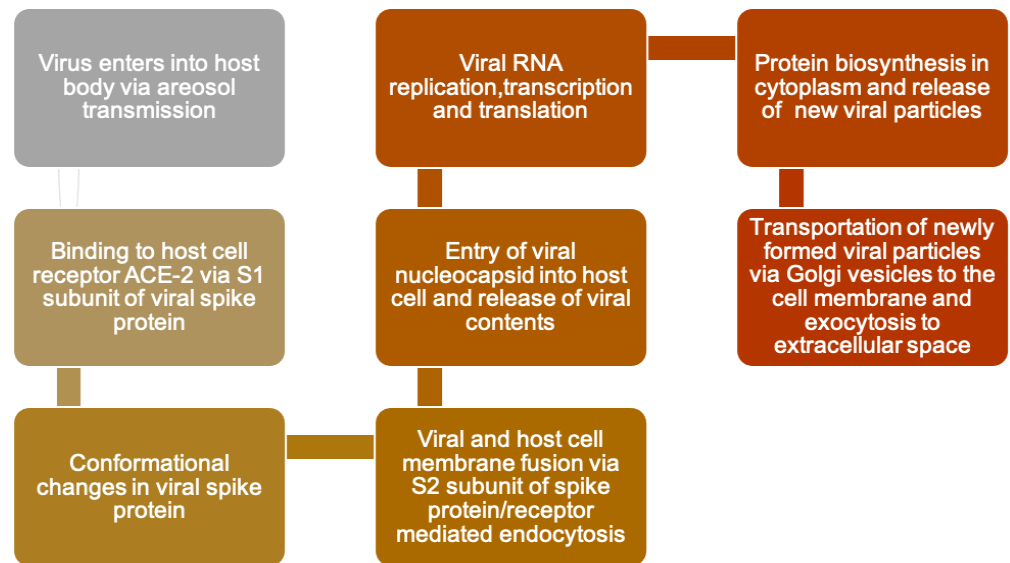 Virus enters into host
body via areosol
transmission
Binding to host cell
receptor ACE-2 via S1
subunit of viral spike
protein
Conformational
changes in viral spike
protein
Viral and host cell
membrane fusion via
S2 subunit of spike
protein/receptor
mediated endocytosis
Entry of viral
nucleocapsid into host
cell and release of viral
contents
Viral RNA
replication,transcription
and translation
Protein biosynthesis in
cytoplasm and release
of new viral particles
Transportation of newly
formed viral particles
via Golgi vesicles to the
cell membrane and
exocytosis to
extracellular space